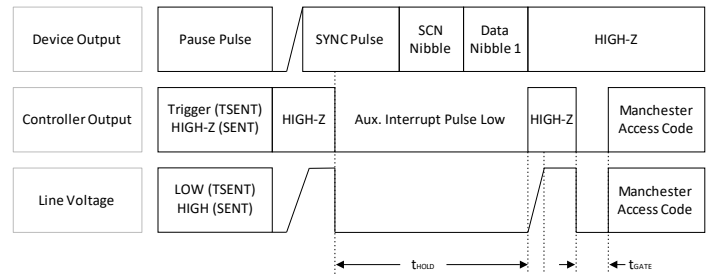 Device Output
Pause Pulse
SYNC Pulse
SCN
Nibble
Data
Nibble 1
HIGH-Z
Controller Output
Trigger (TSENT)
HIGH-Z (SENT)
HIGH-Z
Aux. Interrupt Pulse Low
HIGH-Z
Manchester
Access Code
Line Voltage
LOW (TSENT)
HIGH (SENT)
Manchester
Access Code
tHOLD
tGATE